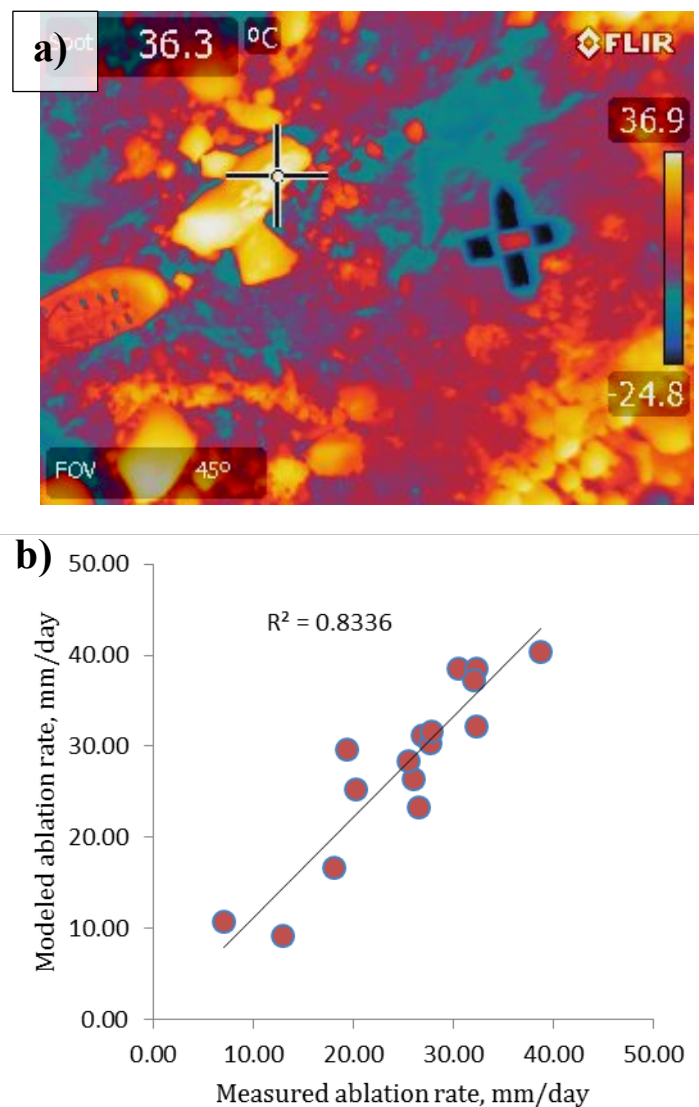 a)
Spot 36.3 °C
FLIR
36.9
-24.8
FOV 45°
b)
50.00
R² = 0.8336
40.00
30.00
20.00
10.00
0.00
Modeled ablation rate, mm/day
0.00 10.00 20.00 30.00 40.00 50.00
Measured ablation rate, mm/day